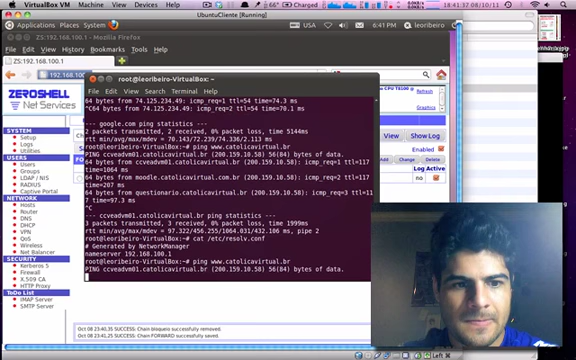 VirtualBox VM Machine View Devices Help
66° Charged
18:41:37 08/10/11
UbuntuCliente [Running]
Applications Places System
USA
6:41 PM
leoribeiro
Mozilla Firefox
File Edit View History Bookmarks Tools Help
ZS:192.168.100.1
192.168.100
root@leoribeiro-VirtualBox: ~
File Edit View Search Terminal Help
64 bytes from 74.125.234.49: icmp_req=1 ttl=54 time=74.3 ms
^C64 bytes from 74.125.234.49: icmp_req=2 ttl=54 time=70.1 ms
--- google.com ping statistics ---
2 packets transmitted, 2 received, 0% packet loss, time 5144ms
rtt min/avg/max/mdev = 70.143/72.239/74.336/2.113 ms
root@leoribeiro-VirtualBox:~# ping www.catolicavirtual.br
PING ccveadvm01.catolicavirtual.br (200.159.10.58) 56(84) bytes of data.
64 bytes from ccveadvm01.catolicavirtual.br (200.159.10.58): icmp_req=1 ttl=117
time=1064 ms
64 bytes from moodle.catolicavirtual.com.br (200.159.10.58): icmp_req=2 ttl=117
time=207 ms
64 bytes from questionario.catolicavirtual.br (200.159.10.58): icmp_req=3 ttl=11
7 time=97.3 ms
^C
--- ccveadvm01.catolicavirtual.br ping statistics ---
3 packets transmitted, 3 received, 0% packet loss, time 1999ms
rtt min/avg/max/mdev = 97.322/456.255/1064.831/432.106 ms, pipe 2
root@leoribeiro-VirtualBox:~# cat /etc/resolv.conf
# Generated by NetworkManager
nameserver 192.168.100.1
root@leoribeiro-VirtualBox:~# ping www.catolicavirtual.br
PING ccveadvm01.catolicavirtual.br (200.159.10.58) 56(84) bytes of data.
ZEROSHELL
Net Services
SYSTEM
Setup
Logs
Utilities
USERS
Users
Groups
LDAP / NIS
RADIUS
Captive Portal
NETWORK
Hosts
Router
DNS
DHCP
VPN
QoS
Wireless
Net Balancer
SECURITY
Kerberos 5
Firewall
X.509 CA
HTTP Proxy
ToDo List
IMAP Server
SMTP Server
CPU T8100
Refresh
Graphics
View Show Log
Enabled
Add Change Delete
Log Active
no
Oct 08 23:40:35 SUCCESS: Chain bloqueio successfully removed.
Oct 08 23:41:25 SUCCESS: Chain FORWARD successfully saved.
Left ⌘